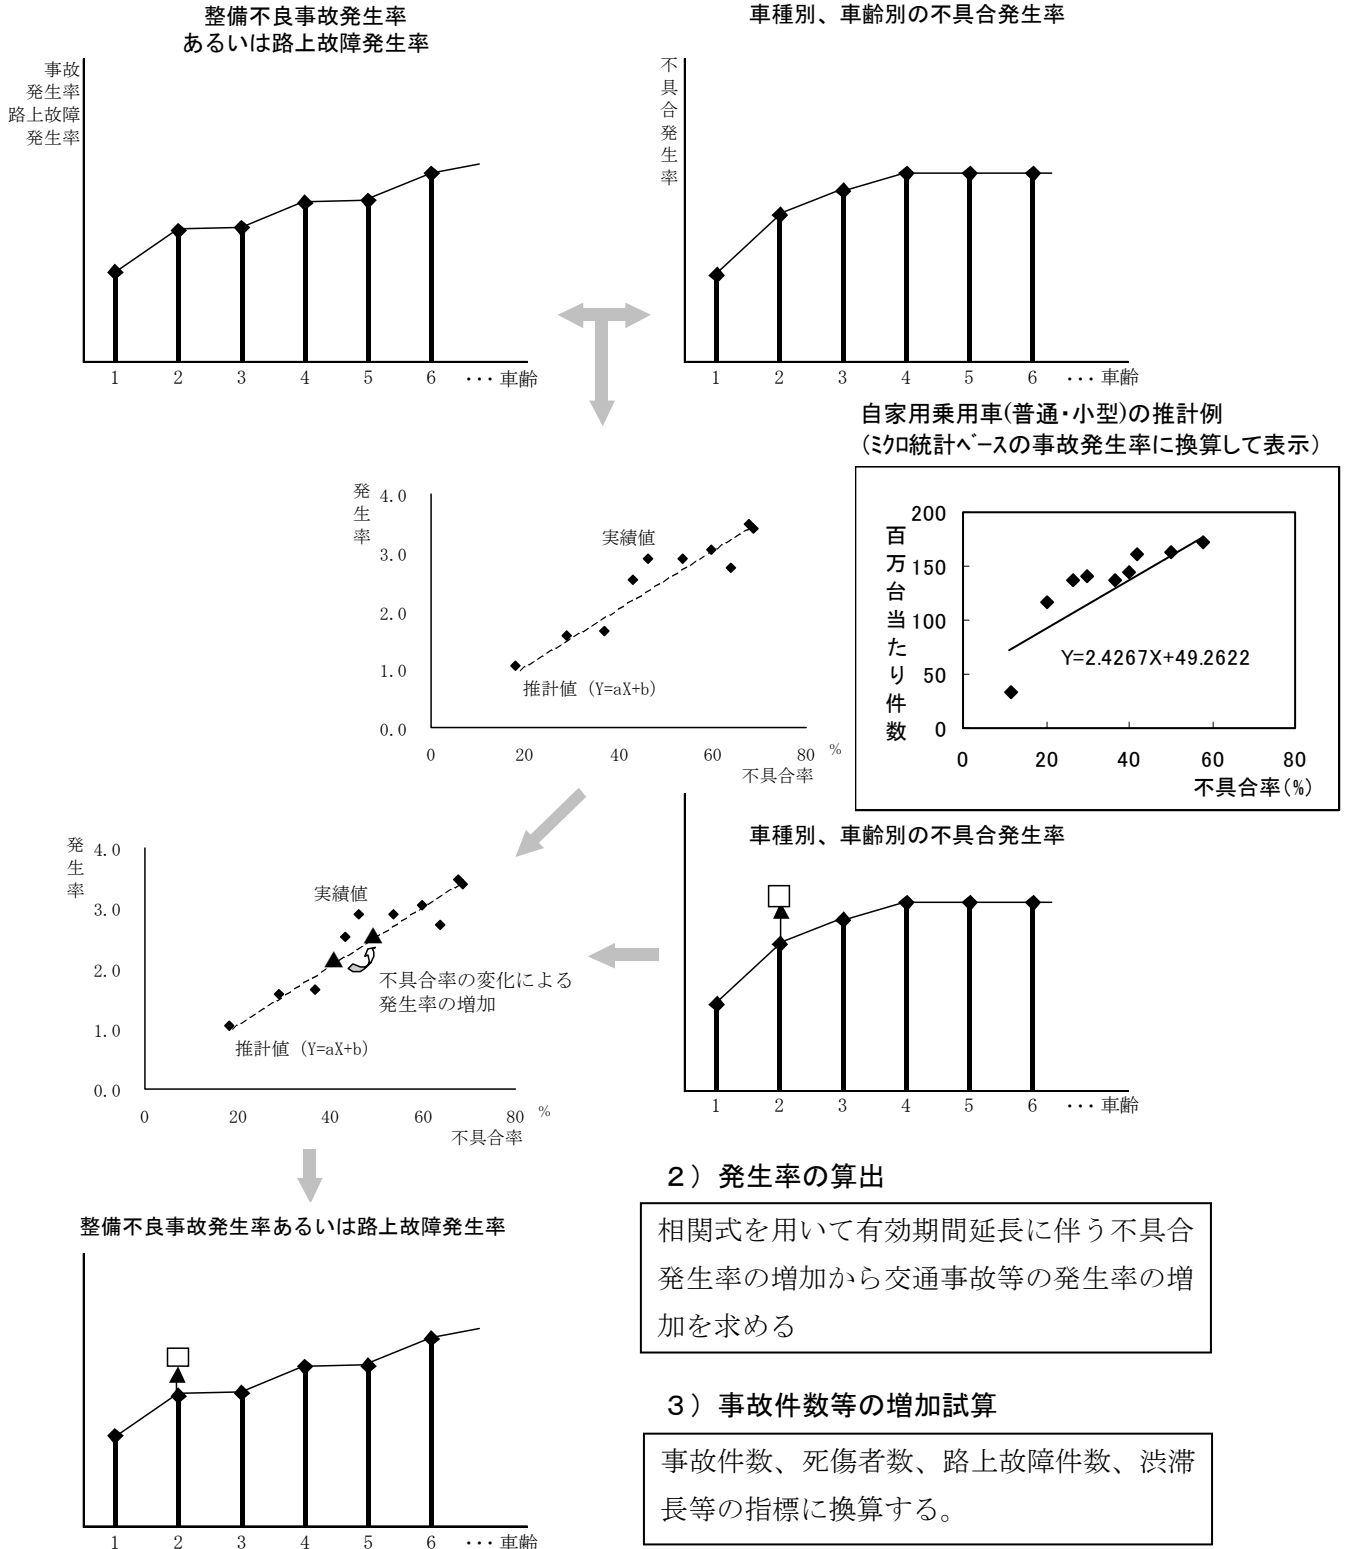 整備不良事故発生率
あるいは路上故障発生率
事故
発生率
路上故障
発生率
1 2 3 4 5 6 ･･･ 車齢
車種別、車齢別の不具合発生率
不具合発生率
1 2 3 4 5 6 ･･･ 車齢
自家用乗用車(普通・小型)の推計例
(ﾐｸﾛ統計ﾍﾞｰｽの事故発生率に換算して表示)
百万台当たり件数
200
150
100
50
0
Y=2.4267X+49.2622
0 20 40 60 80
不具合率(%)
発生率
4.0
3.0
2.0
1.0
0.0
実績値
推計値 (Y=aX+b)
0 20 40 60 80 %
不具合率
車種別、車齢別の不具合発生率
1 2 3 4 5 6 ･･･ 車齢
発生率
4.0
3.0
2.0
1.0
0.0
実績値
不具合率の変化による
発生率の増加
推計値 (Y=aX+b)
0 20 40 60 80 %
不具合率
整備不良事故発生率あるいは路上故障発生率
1 2 3 4 5 6 ･･･ 車齢
２）発生率の算出
相関式を用いて有効期間延長に伴う不具合
発生率の増加から交通事故等の発生率の増
加を求める
３）事故件数等の増加試算
事故件数、死傷者数、路上故障件数、渋滞
長等の指標に換算する。